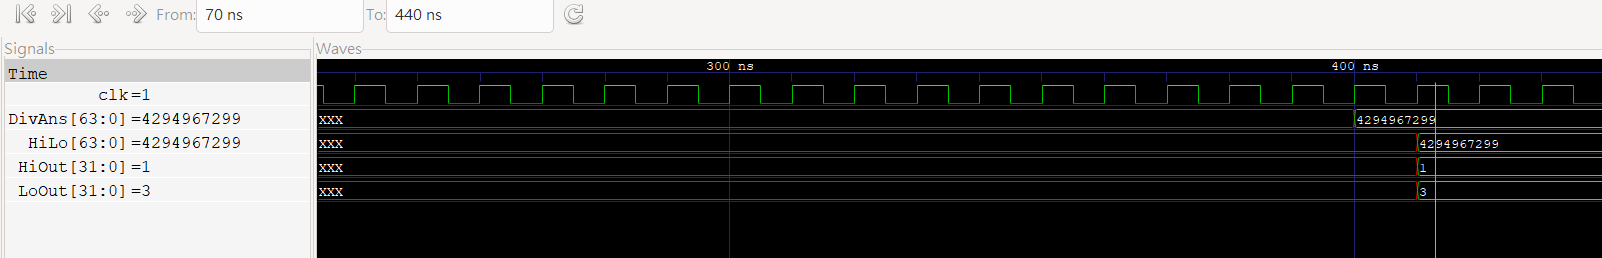 From: 70 ns To: 440 ns
Signals Waves
Time 300 ns 400 ns
clk=1
DivAns[63:0]=4294967299 xxx 4294967299
HiLo[63:0]=4294967299 xxx 4294967299
HiOut[31:0]=1 xxx 1
LoOut[31:0]=3 xxx 3